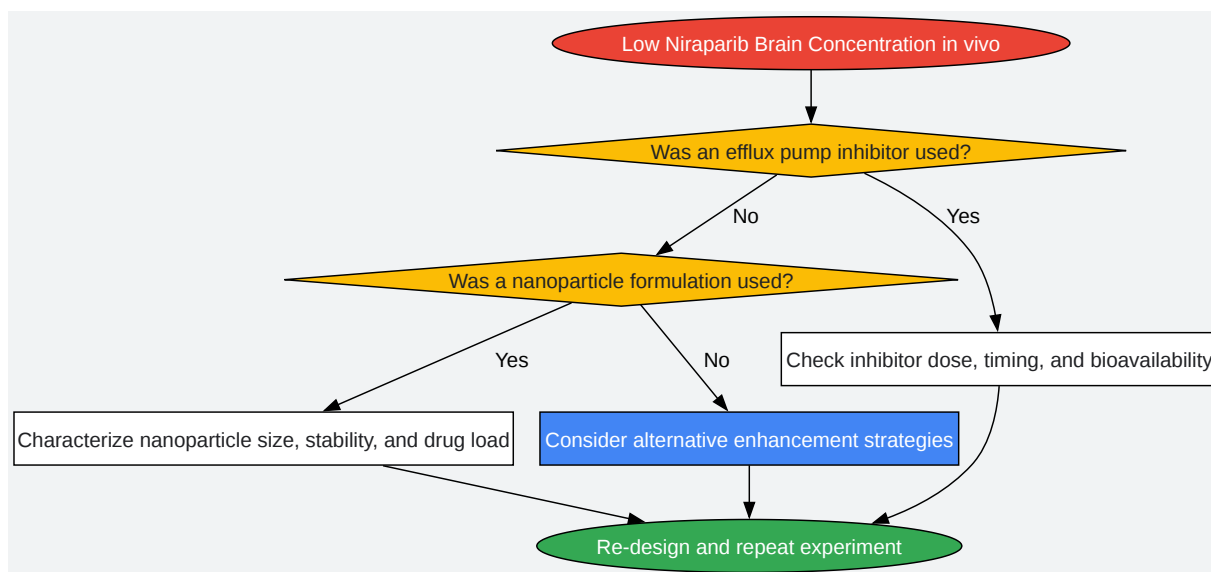 Low Niraparib Brain Concentration in vivo
Was an efflux pump inhibitor used?
No
Yes
Was a nanoparticle formulation used?
Yes
No
Check inhibitor dose, timing, and bioavailability
Characterize nanoparticle size, stability, and drug load
Consider alternative enhancement strategies
Re-design and repeat experiment